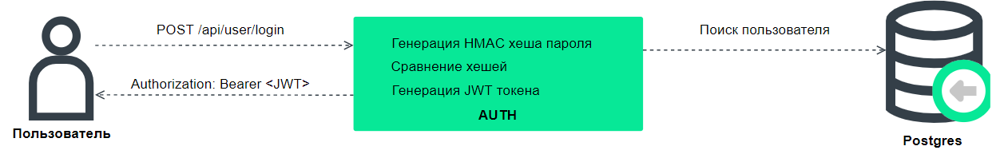 POST /api/user/login
Authorization: Bearer <JWT>
Пользователь
Генерация HMAC хеша пароля
Сравнение хешей
Генерация JWT токена
AUTH
Поиск пользователя
Postgres